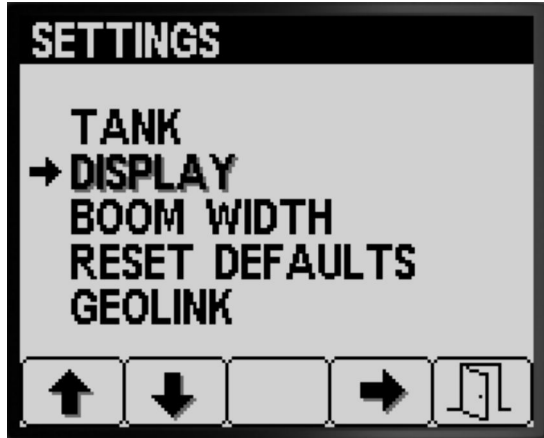 SETTINGS
TANK
DISPLAY
BOOM WIDTH
RESET DEFAULTS
GEOLINK